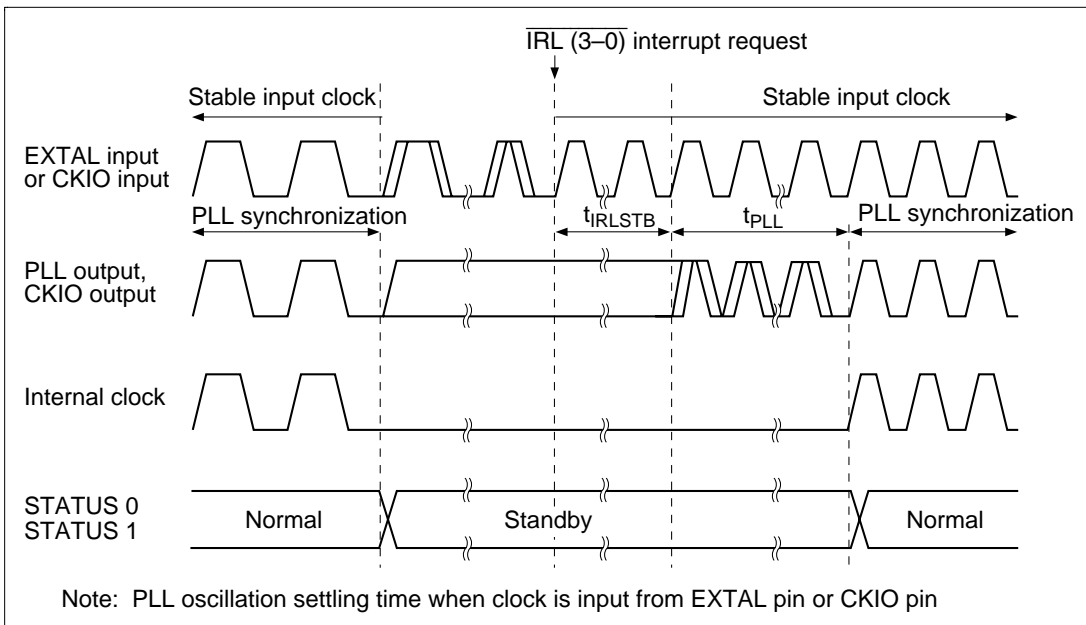 IRL (3–0) interrupt request
Stable input clock
Stable input clock
EXTAL input
or CKIO input
PLL synchronization
tIRLSTB
tPLL
PLL synchronization
PLL output,
CKIO output
Internal clock
STATUS 0
STATUS 1
Normal
Standby
Normal
Note: PLL oscillation settling time when clock is input from EXTAL pin or CKIO pin